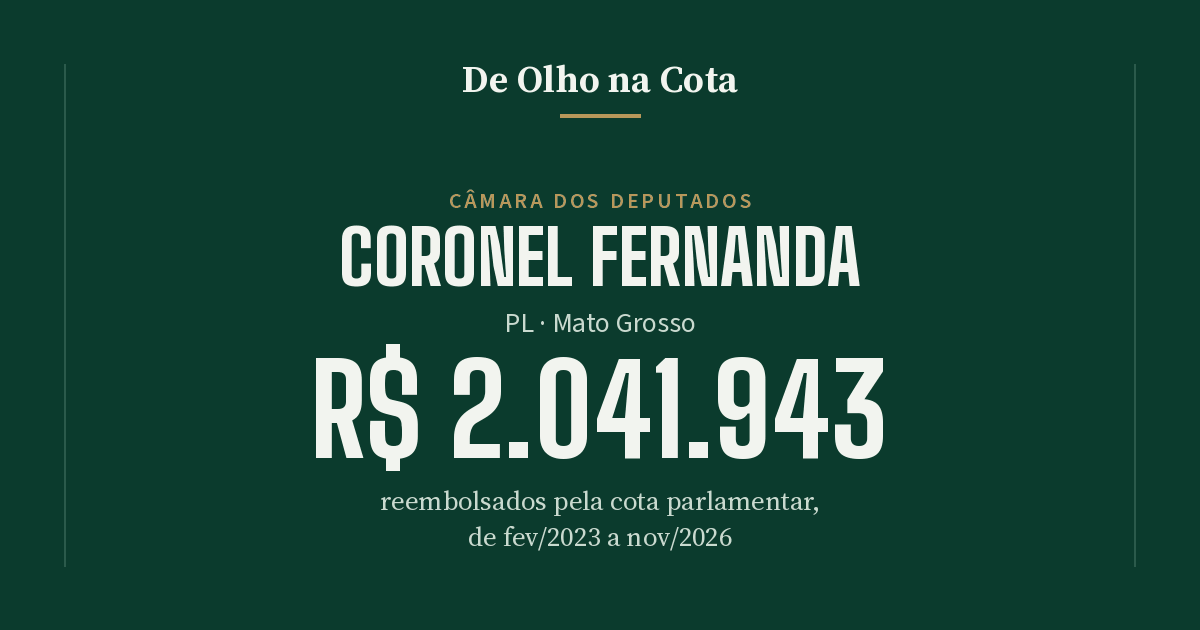 De Olho na Cota
CÂMARA DOS DEPUTADOS
CORONEL FERNANDA
PL · Mato Grosso
R$ 2.041.943
reembolsados pela cota parlamentar,
de fev/2023 a nov/2026